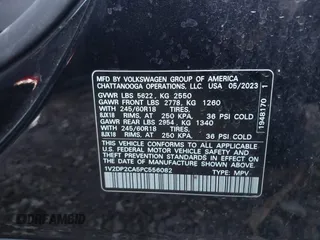 MFD BY VOLKSWAGEN GROUP OF AMERICA
CHATTANOOGA OPERATIONS, LLC. USA 05/2023
GVWR LBS 5622, KG 2550
GAWR FRONT LBS 2778, KG 1260
WITH 245/60R18 TIRES,
8JX18 RIMS, AT 250 KPA, 36 PSI COLD
GAWR REAR LBS 2954, KG 1340
WITH 245/60R18 TIRES,
8JX18 RIMS, AT 250 KPA, 36 PSI COLD
THIS VEHICLE CONFORMS TO ALL APPLICABLE
FEDERAL MOTOR VEHICLE SAFETY AND
THEFT PREVENTION STANDARDS IN EFFECT ON THE
DATE OF MANUFACTURE SHOWN ABOVE.
1V2DP2CA5PC556082 TYPE: MPV
1948170 1
DREAMBID